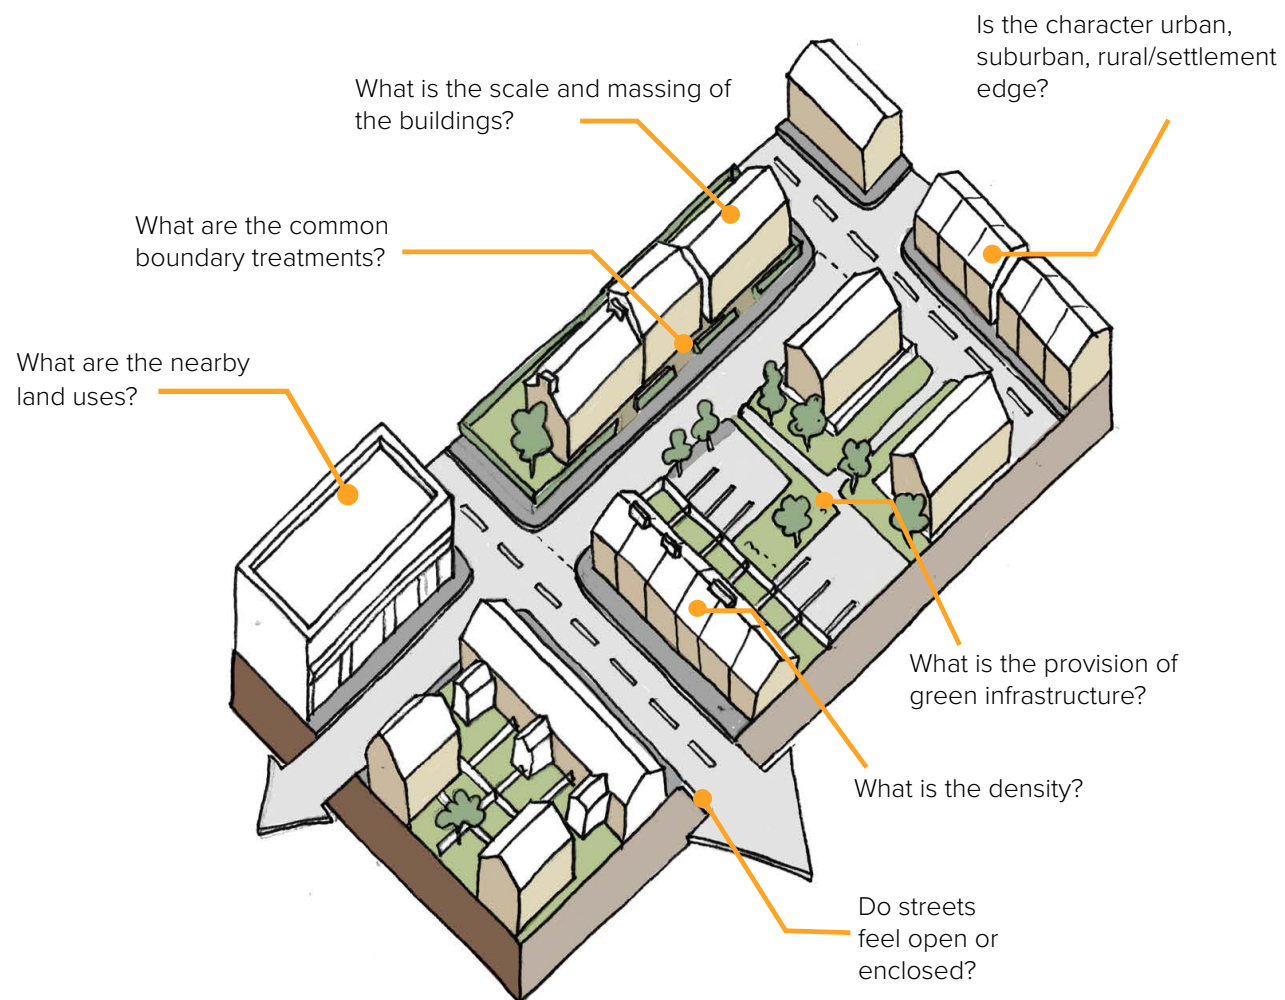 Is the character urban,
suburban, rural/settlement
edge?
What is the scale and massing of
the buildings?
What are the common
boundary treatments?
What are the nearby
land uses?
What is the provision of
green infrastructure?
What is the density?
Do streets
feel open or
enclosed?